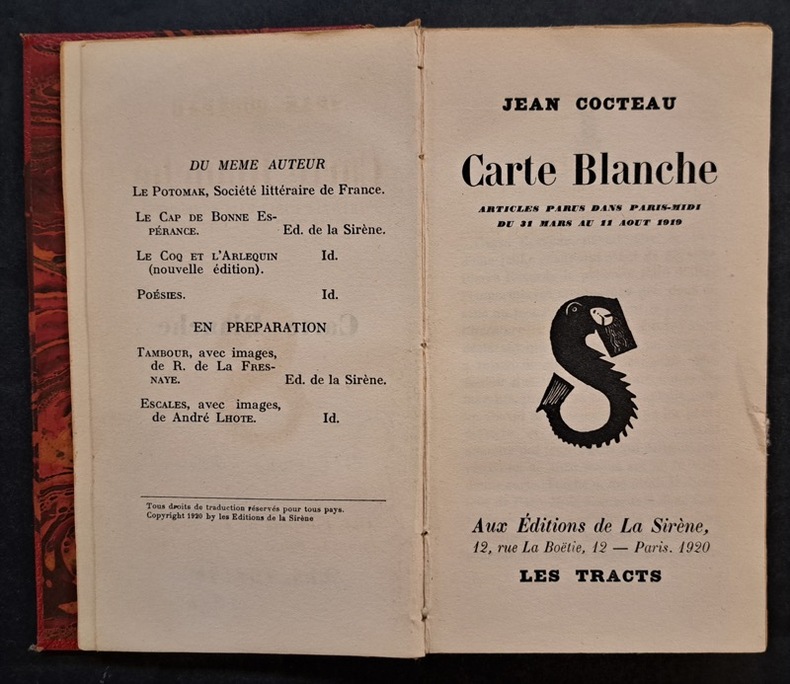 DU MEME AUTEUR
LE POTOMAK, Société littéraire de France.
LE CAP DE BONNE ES-
PÉRANCE. Ed. de la Sirène.
LE COQ ET L'ARLEQUIN Id.
(nouvelle édition).
POÉSIES. Id.
EN PREPARATION
TAMBOUR, avec images,
de R. de LA FRES-
NAYE. Ed. de la Sirène.
ESCALES, avec images,
de André LHOTE. Id.
Tous droits de traduction réservés pour tous pays.
Copyright 1920 by les Editions de la Sirène
JEAN COCTEAU
Carte Blanche
ARTICLES PARUS DANS PARIS-MIDI
DU 31 MARS AU 11 AOUT 1919
Aux Éditions de La Sirène,
12, rue La Boëtie, 12 — Paris. 1920
LES TRACTS